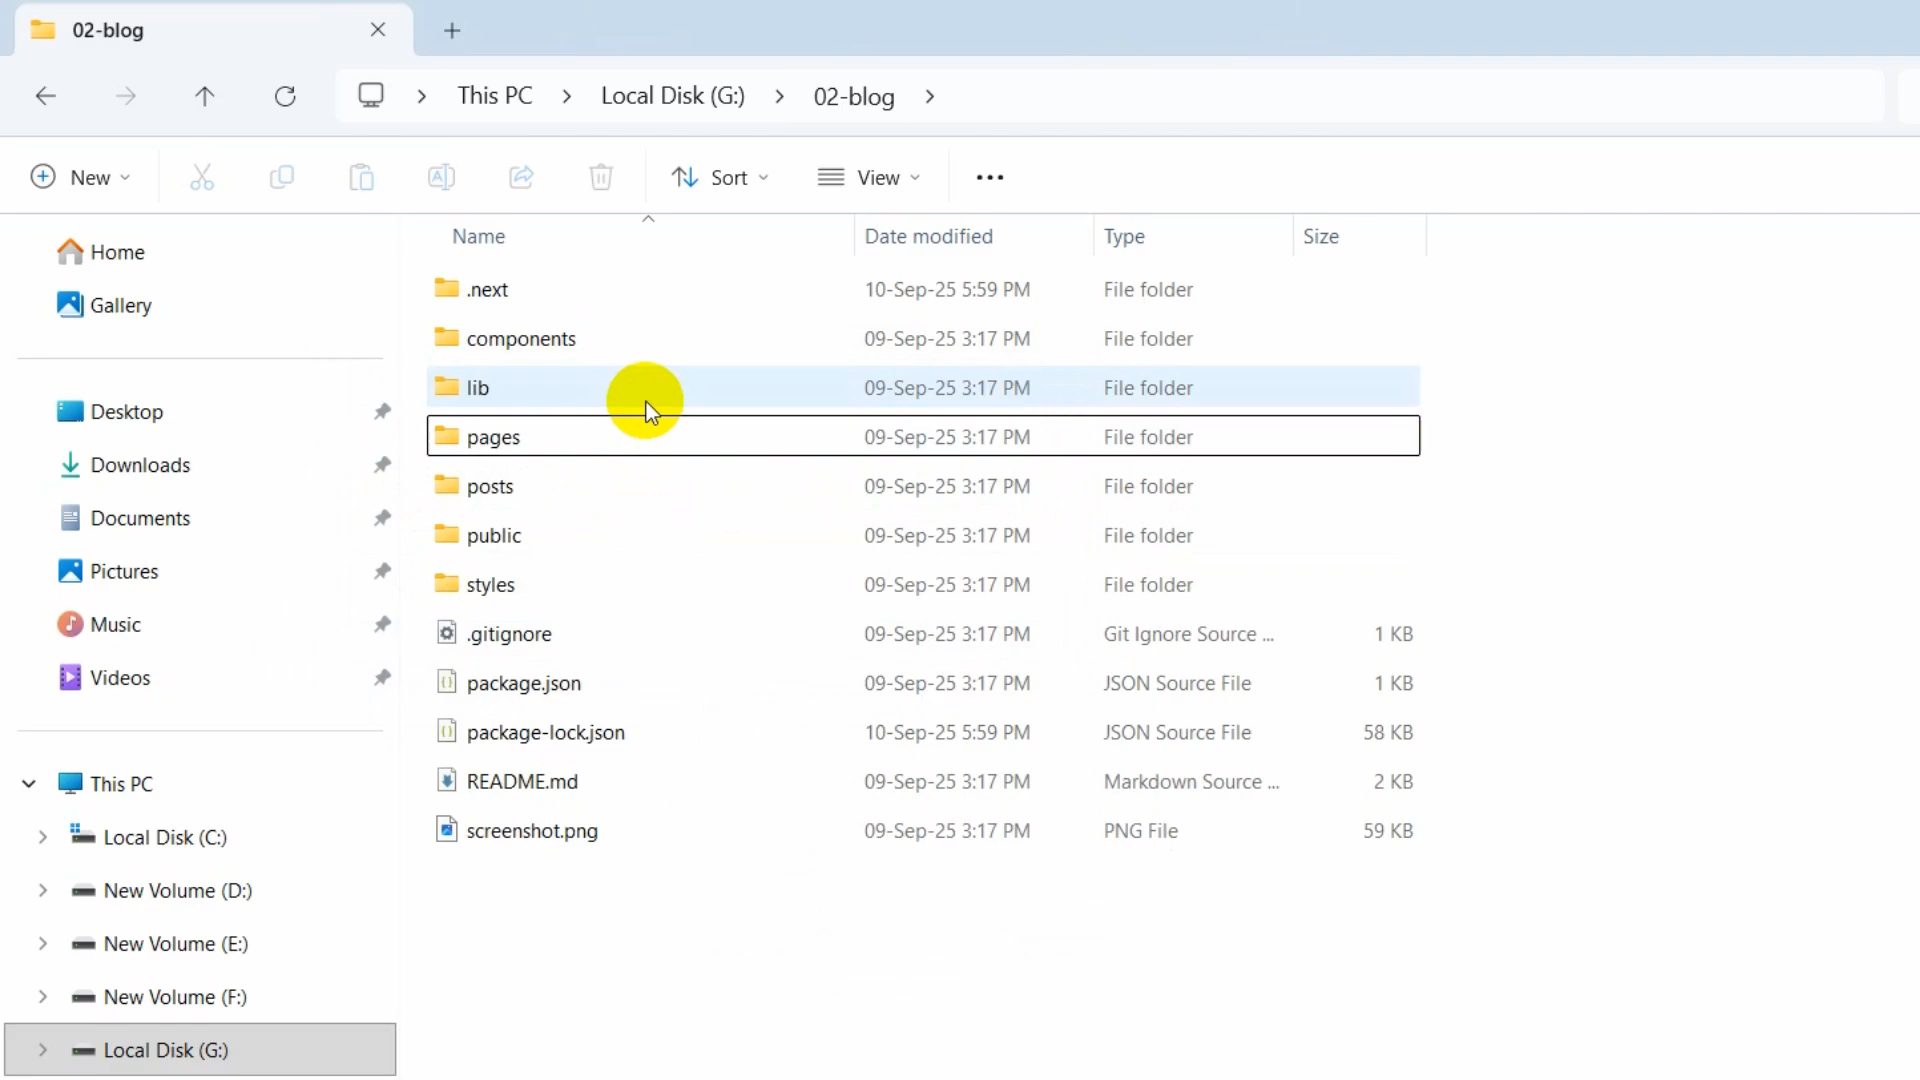 02-blog
This PC > Local Disk (G:) > 02-blog >
New Sort View
Name Date modified Type Size
Home
Gallery
Desktop
Downloads
Documents
Pictures
Music
Videos
This PC
Local Disk (C:)
New Volume (D:)
New Volume (E:)
New Volume (F:)
Local Disk (G:)
.next 10-Sep-25 5:59 PM File folder
components 09-Sep-25 3:17 PM File folder
lib 09-Sep-25 3:17 PM File folder
pages 09-Sep-25 3:17 PM File folder
posts 09-Sep-25 3:17 PM File folder
public 09-Sep-25 3:17 PM File folder
styles 09-Sep-25 3:17 PM File folder
.gitignore 09-Sep-25 3:17 PM Git Ignore Source ... 1 KB
package.json 09-Sep-25 3:17 PM JSON Source File 1 KB
package-lock.json 10-Sep-25 5:59 PM JSON Source File 58 KB
README.md 09-Sep-25 3:17 PM Markdown Source ... 2 KB
screenshot.png 09-Sep-25 3:17 PM PNG File 59 KB